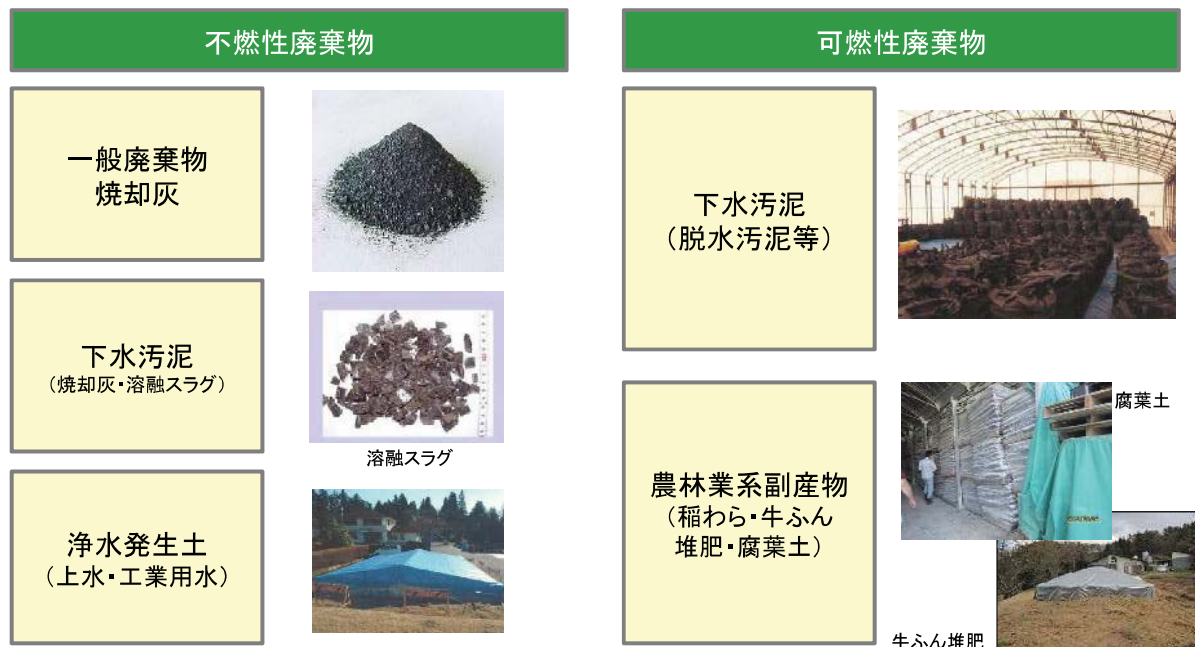 不燃性廃棄物
一般廃棄物
焼却灰
下水汚泥
(焼却灰・溶融スラグ)
溶融スラグ
浄水発生土
(上水・工業用水)
可燃性廃棄物
下水汚泥
(脱水汚泥等)
農林業系副産物
(稲わら・牛ふん
堆肥・腐葉土)
腐葉土
牛ふん堆肥